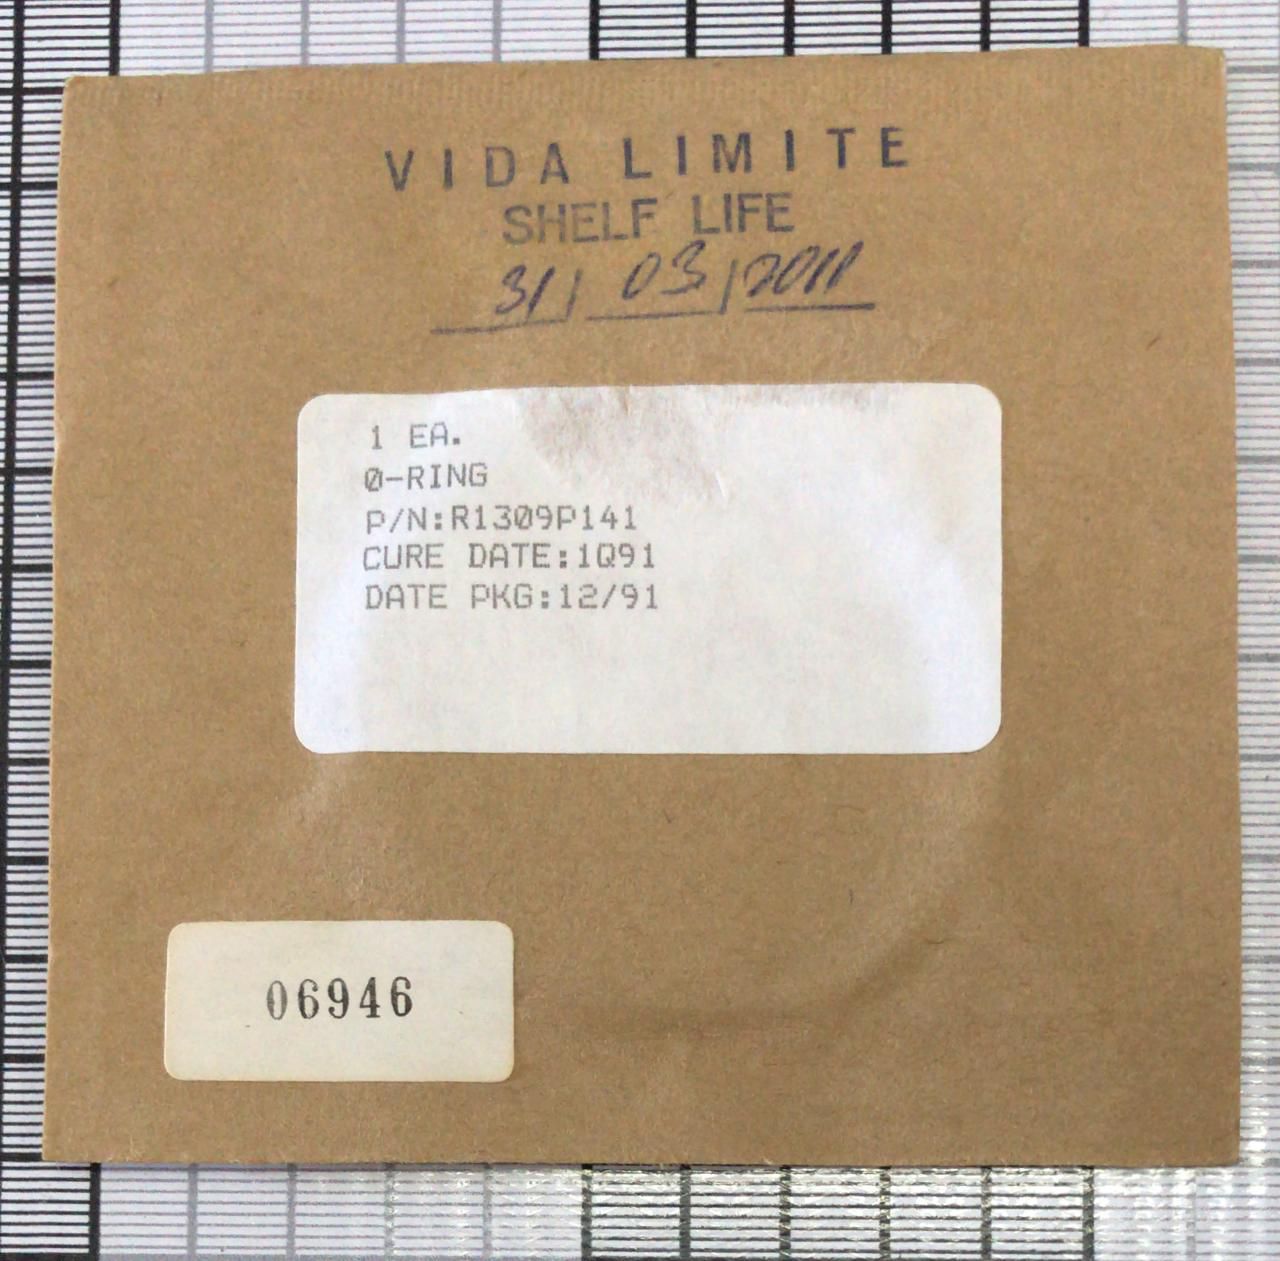 VIDA LIMITE
SHELF LIFE
31/03/2011
1 EA.
0-RING
P/N:R1309P141
CURE DATE:1Q91
DATE PKG:12/91
06946